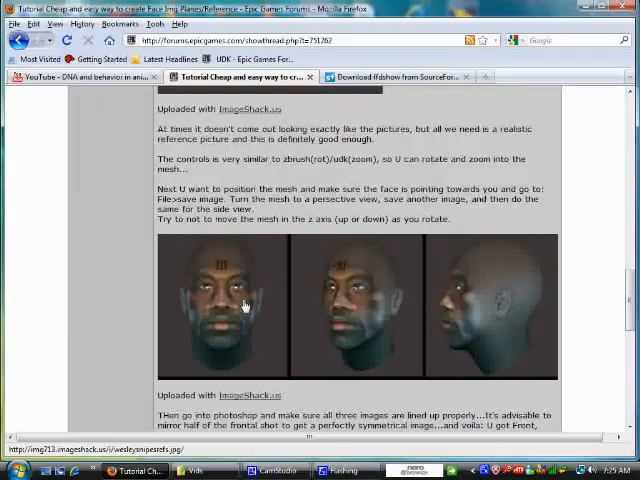 Tutorial Cheap and easy way to create Face Img Planes/Reference - Epic Games Forums - Mozilla Firefox
File Edit View History Bookmarks Tools Help
http://forums.epicgames.com/showthread.php?t=751262
Google
Most Visited Getting Started Latest Headlines UDK - Epic Games For...
YouTube - DNA and behavior in ani... Tutorial Cheap and easy way to cr... Download ffdshow from SourceFor...
Uploaded with ImageShack.us
At times it doesn't come out looking exactly like the pictures, but all we need is a realistic
reference picture and this is definitely good enough.
The controls is very similar to zbrush(rot)/udk(zoom), so U can rotate and zoom into the
mesh...
Next U want to position the mesh and make sure the face is pointing towards you and go to:
File>save image. Turn the mesh to a persective view, save another image, and then do the
same for the side view.
Try to not to move the mesh in the z axis (up or down) as you rotate.
Uploaded with ImageShack.us
THen go into photoshop and make sure all three images are lined up properly...It's advisable to
mirror half of the frontal shot to get a perfectly symmetrical image...and voila: U got Front,
http://img713.imageshack.us/i/wesleysnipesrefs.jpg/
Tutorial Ch... Vids CamStudio Flashing nero 7:25 AM